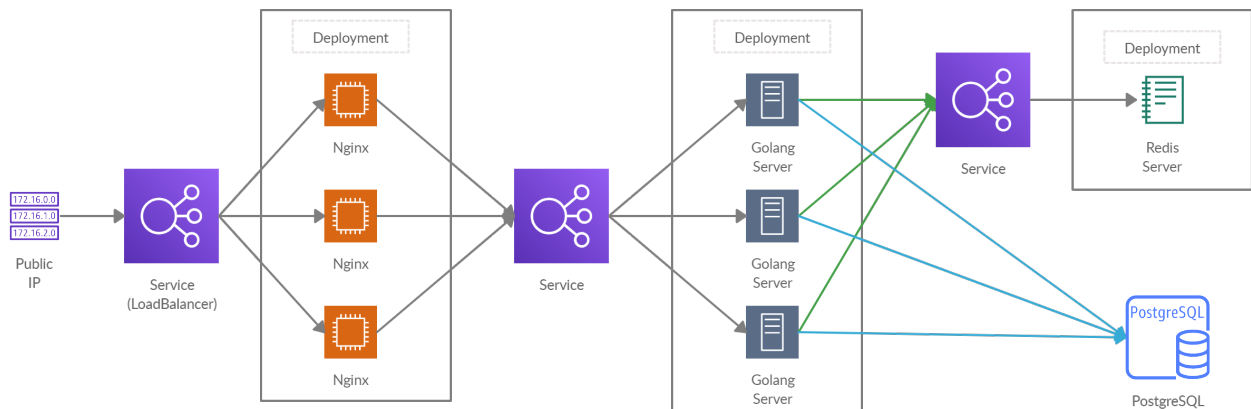 172.16.0.0
172.16.1.0
172.16.2.0
Public
IP
Service
(LoadBalancer)
Deployment
Nginx
Nginx
Nginx
Service
Deployment
Golang
Server
Golang
Server
Golang
Server
Service
Deployment
Redis
Server
PostgreSQL
PostgreSQL